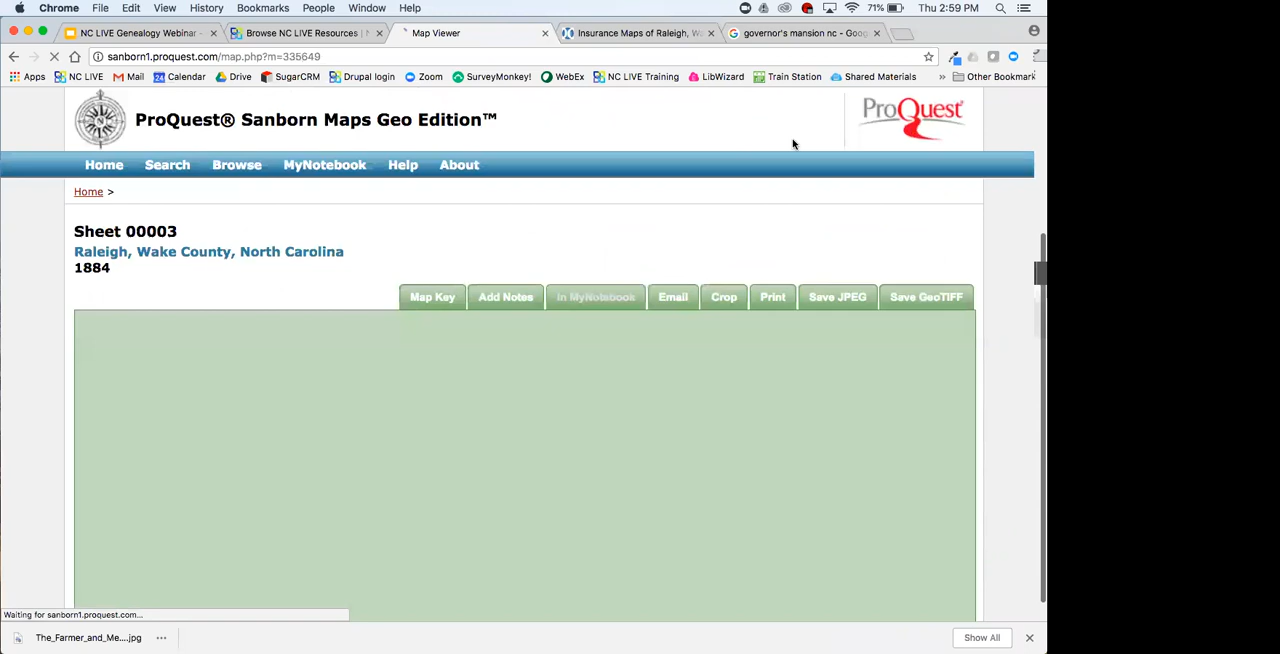 Chrome File Edit View History Bookmarks People Window Help 71% Thu 2:59 PM
NC LIVE Genealogy Webinar - Browse NC LIVE Resources | N Map Viewer Insurance Maps of Raleigh, Wa governor's mansion nc - Goog
sanborn1.proquest.com/map.php?m=335649
Apps NC LIVE Mail Calendar Drive SugarCRM Drupal login Zoom SurveyMonkey! WebEx NC LIVE Training LibWizard Train Station Shared Materials » Other Bookmark
ProQuest® Sanborn Maps Geo Edition™
ProQuest
Home Search Browse MyNotebook Help About
Home >
Sheet 00003
Raleigh, Wake County, North Carolina
1884
Map Key Add Notes In MyNotebook Email Crop Print Save JPEG Save GeoTIFF
Waiting for sanborn1.proquest.com...
The_Farmer_and_Me....jpg
Show All